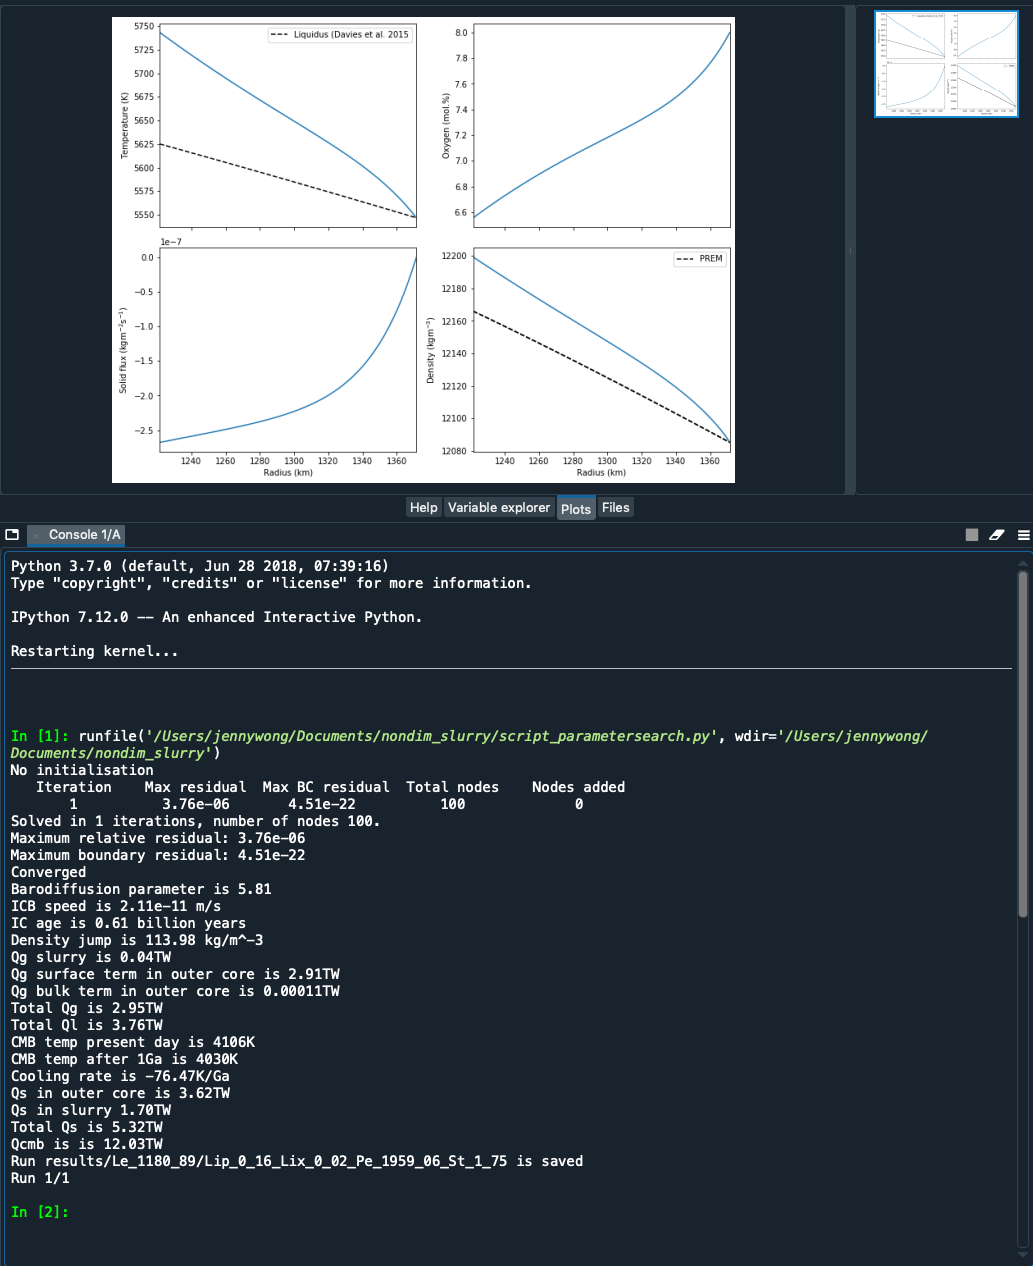 5750
5725
5700
5675
5650
5625
5600
5575
5550
Temperature (K)
Liquidus (Davies et al. 2015
8.0
7.8
7.6
7.4
7.2
7.0
6.8
6.6
Oxygen (mol.%)
1e−7
0.0
−0.5
−1.0
−1.5
−2.0
−2.5
Solid flux (kgm⁻²s⁻¹)
1240 1260 1280 1300 1320 1340 1360
Radius (km)
12200
12180
12160
12140
12120
12100
12080
Density (kgm⁻³)
PREM
1240 1260 1280 1300 1320 1340 1360
Radius (km)
Help Variable explorer Plots Files
Console 1/A
Python 3.7.0 (default, Jun 28 2018, 07:39:16)
Type "copyright", "credits" or "license" for more information.
IPython 7.12.0 -- An enhanced Interactive Python.
Restarting kernel...
In [1]: runfile('/Users/jennywong/Documents/nondim_slurry/script_parametersearch.py', wdir='/Users/jennywong/
Documents/nondim_slurry')
No initialisation
Iteration Max residual Max BC residual Total nodes Nodes added
1 3.76e-06 4.51e-22 100 0
Solved in 1 iterations, number of nodes 100.
Maximum relative residual: 3.76e-06
Maximum boundary residual: 4.51e-22
Converged
Barodiffusion parameter is 5.81
ICB speed is 2.11e-11 m/s
IC age is 0.61 billion years
Density jump is 113.98 kg/m^-3
Qg slurry is 0.04TW
Qg surface term in outer core is 2.91TW
Qg bulk term in outer core is 0.00011TW
Total Qg is 2.95TW
Total Ql is 3.76TW
CMB temp present day is 4106K
CMB temp after 1Ga is 4030K
Cooling rate is -76.47K/Ga
Qs in outer core is 3.62TW
Qs in slurry 1.70TW
Total Qs is 5.32TW
Qcmb is is 12.03TW
Run results/Le_1180_89/Lip_0_16_Lix_0_02_Pe_1959_06_St_1_75 is saved
Run 1/1
In [2]: